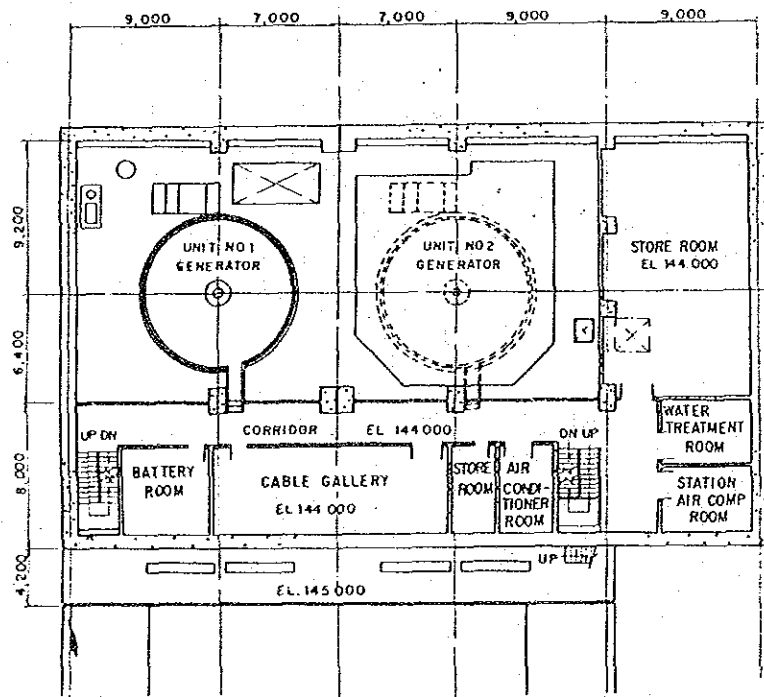 9,000 7,000 7,000 9,000 9,000
9,200
6,400
8,000
4,200
UNIT NO 1
GENERATOR
UNIT NO 2
GENERATOR
STORE ROOM
EL 144.000
CORRIDOR EL 144 000
UP DN
DN UP
WATER
TREATMENT
ROOM
BATTERY
ROOM
CABLE GALLERY
EL 144 000
STORE
ROOM
AIR
CONDI-
TIONER
ROOM
STATION
AIR COMP
ROOM
UP
EL. 145 000